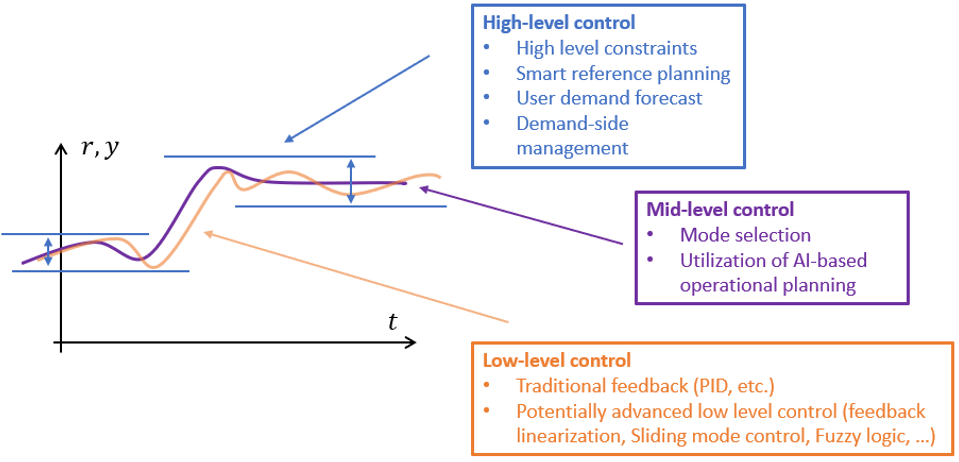 High-level control
• High level constraints
• Smart reference planning
• User demand forecast
• Demand-side
management
r, y
Mid-level control
• Mode selection
• Utilization of AI-based
operational planning
t
Low-level control
• Traditional feedback (PID, etc.)
• Potentially advanced low level control (feedback
linearization, Sliding mode control, Fuzzy logic, ...)